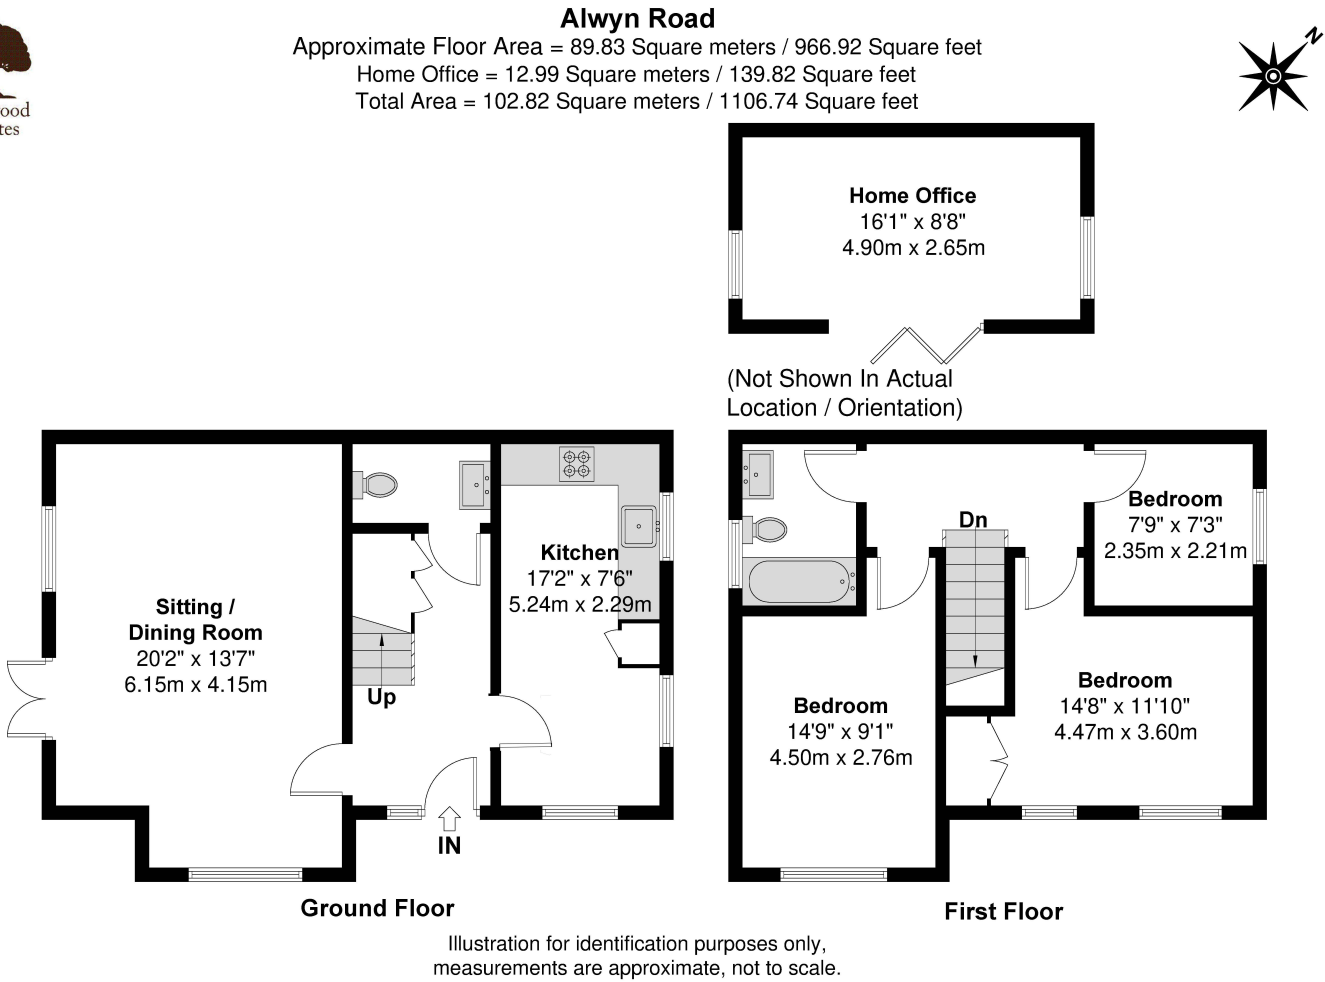 Alwyn Road
Approximate Floor Area = 89.83 Square meters / 966.92 Square feet
Home Office = 12.99 Square meters / 139.82 Square feet
Total Area = 102.82 Square meters / 1106.74 Square feet
N
ood
tes
Home Office
16'1" x 8'8"
4.90m x 2.65m
(Not Shown In Actual
Location / Orientation)
Sitting /
Dining Room
20'2" x 13'7"
6.15m x 4.15m
Up
Kitchen
17'2" x 7'6"
5.24m x 2.29m
IN
Ground Floor
Dn
Bedroom
7'9" x 7'3"
2.35m x 2.21m
Bedroom
14'9" x 9'1"
4.50m x 2.76m
Bedroom
14'8" x 11'10"
4.47m x 3.60m
First Floor
Illustration for identification purposes only,
measurements are approximate, not to scale.